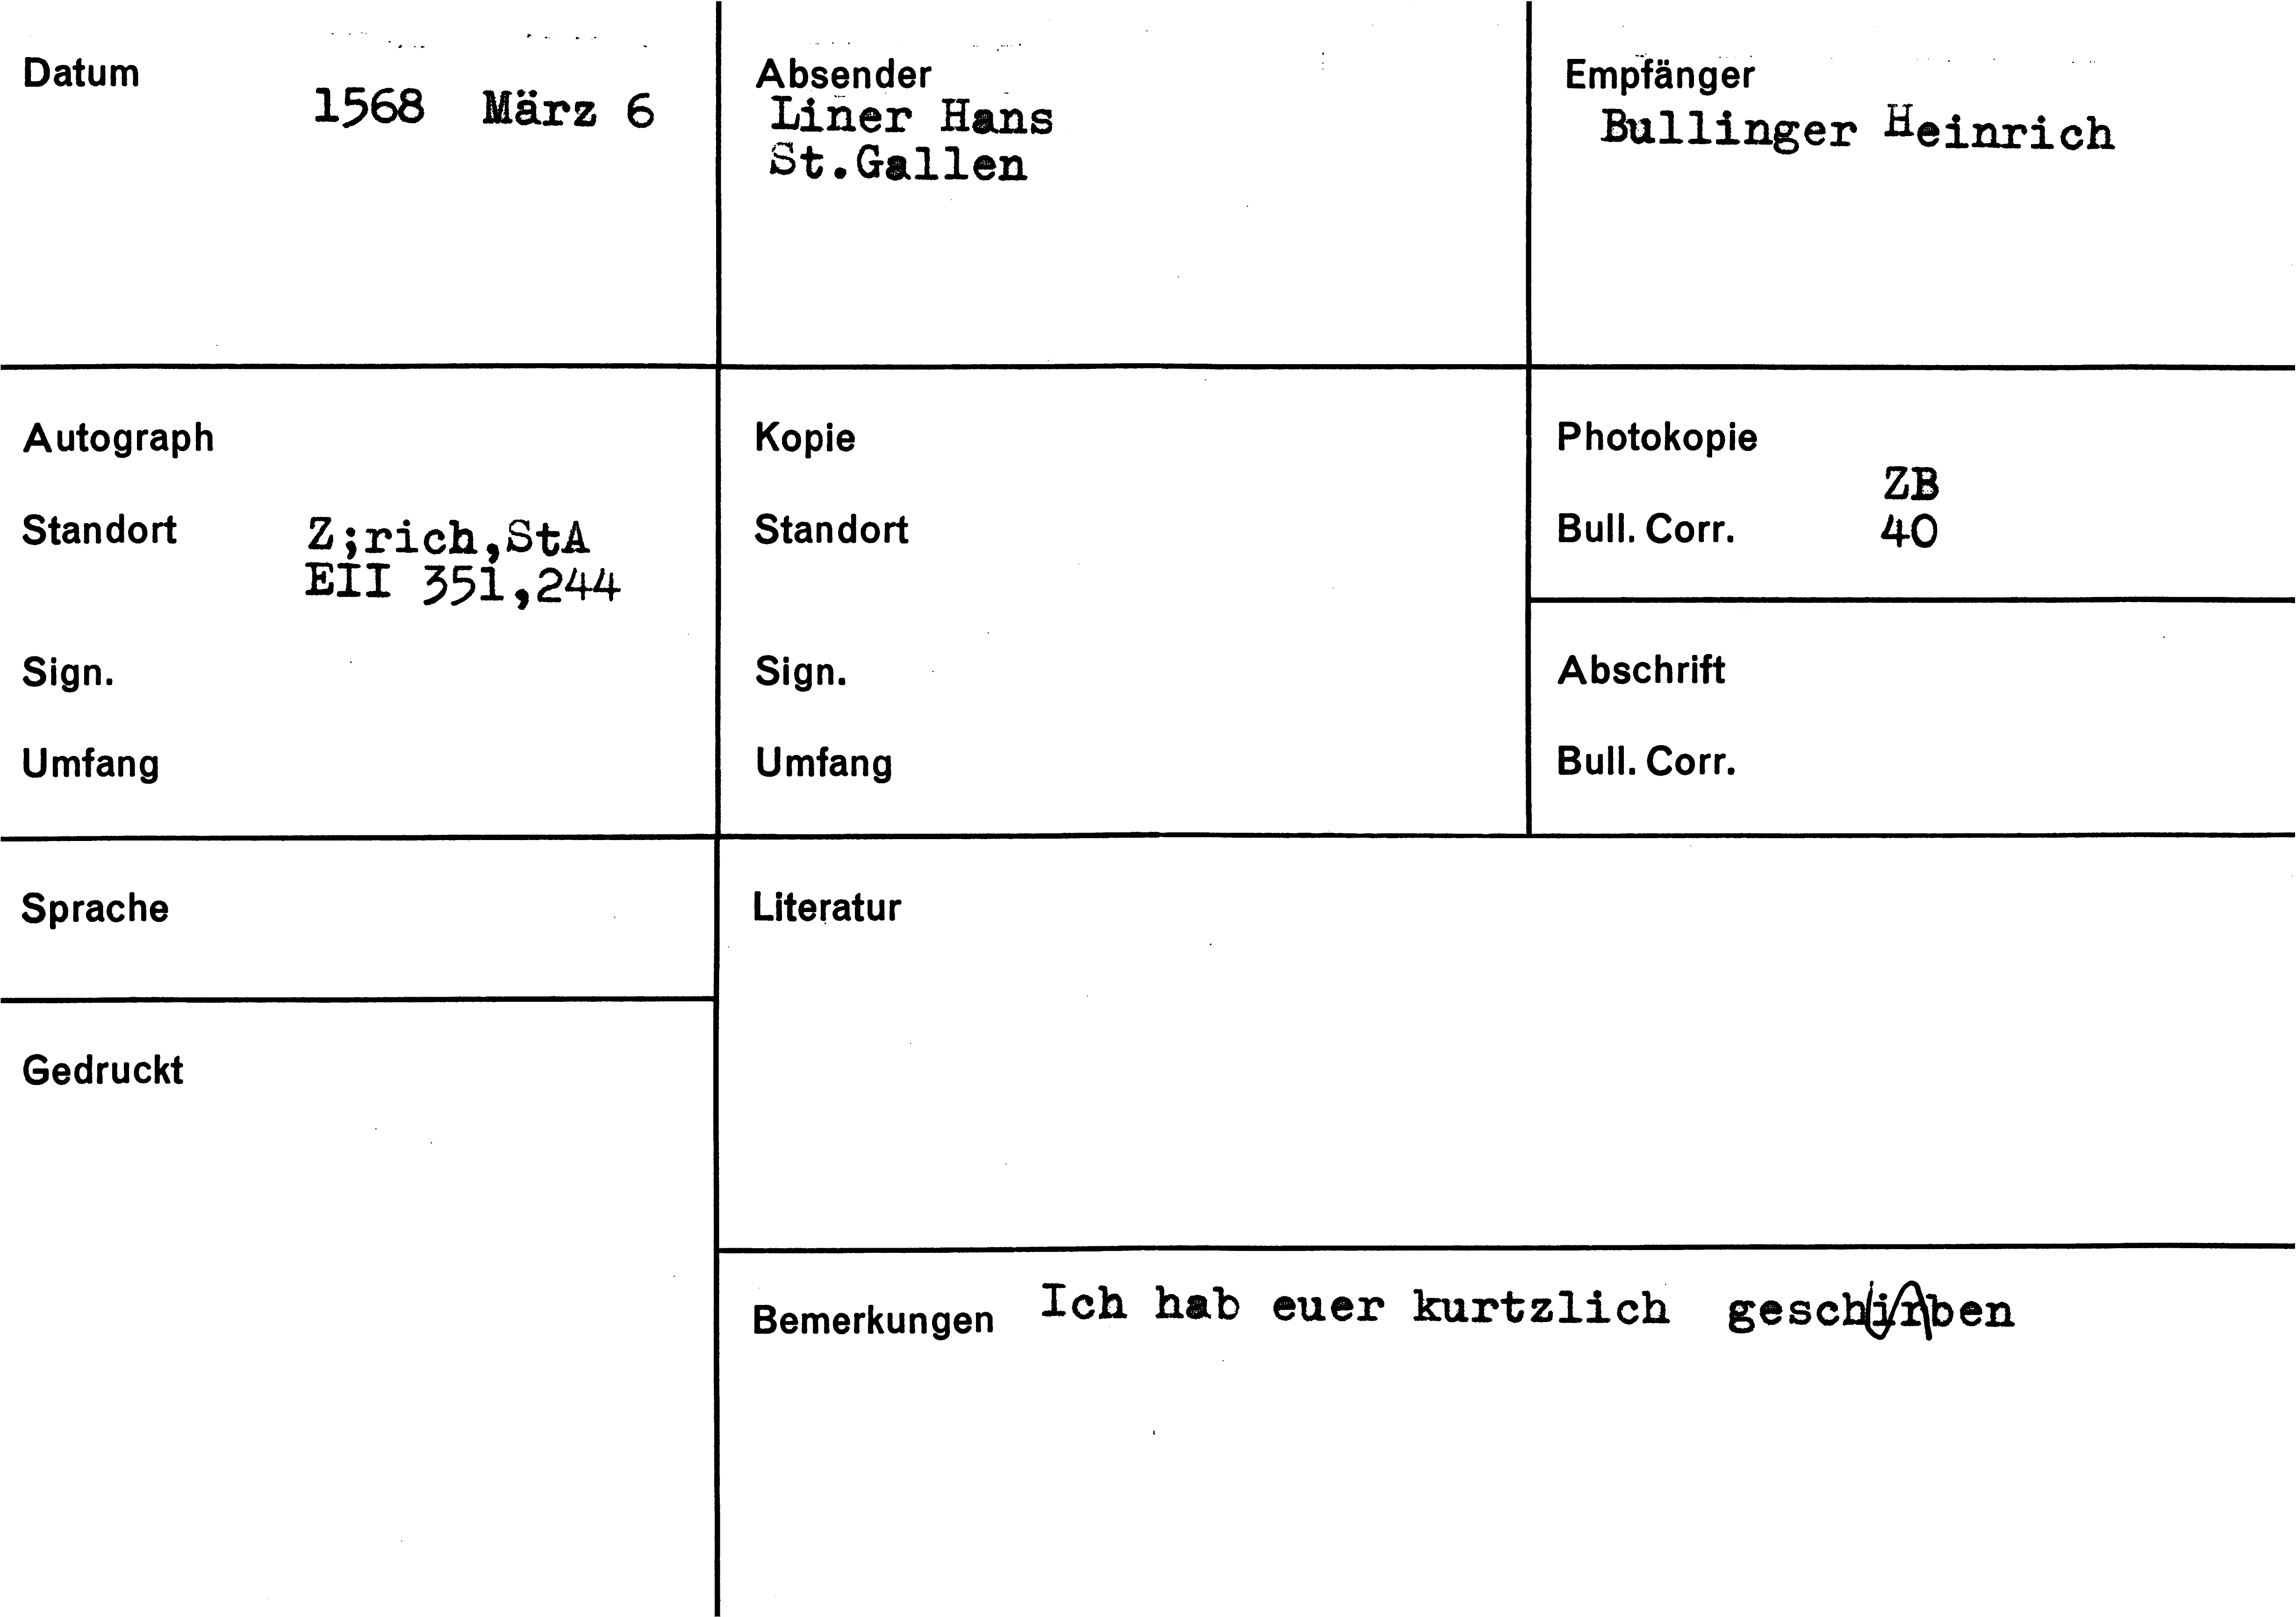 Datum
1568 März 6
Absender
Liner Hans
St.Gallen
Empfänger
Bullinger Heinrich
Autograph
Standort Z;rich,StA
EII 351,244
Sign.
Umfang
Kopie
Standort
Sign.
Umfang
Photokopie
ZB
Bull. Corr. 40
Abschrift
Bull. Corr.
Sprache
Gedruckt
Literatur
Bemerkungen Ich hab euer kurtzlich geschirben